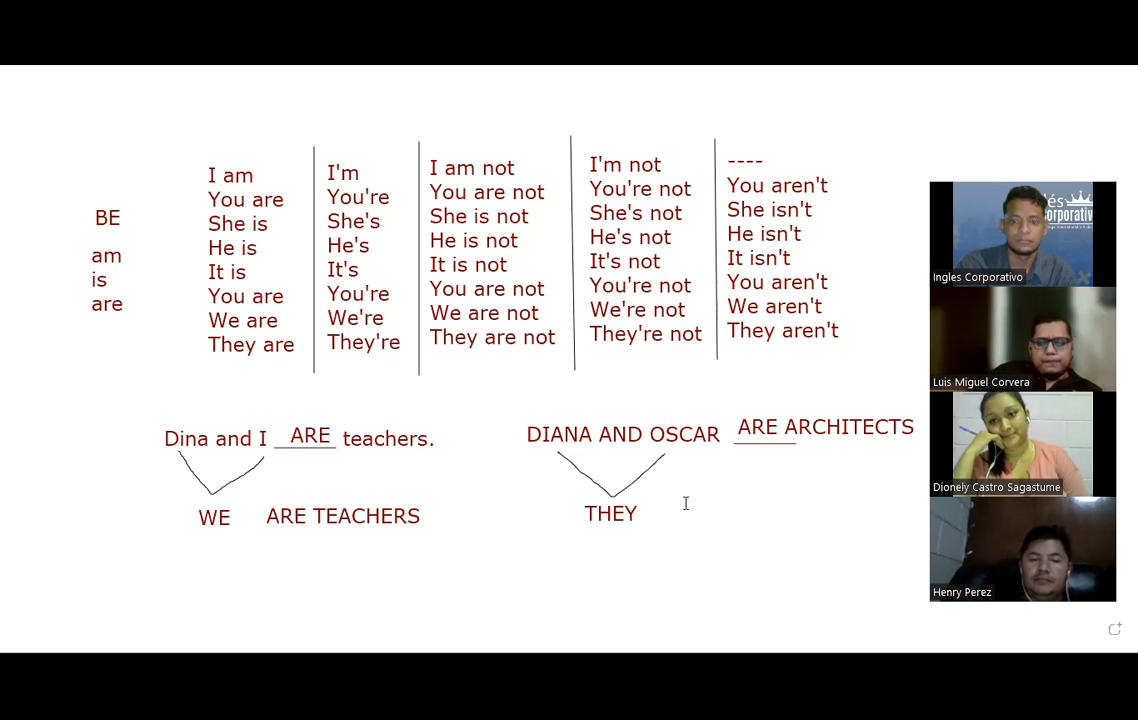 BE
am
is
are
I am
You are
She is
He is
It is
You are
We are
They are
I'm
You're
She's
He's
It's
You're
We're
They're
I am not
You are not
She is not
He is not
It is not
You are not
We are not
They are not
I'm not
You're not
She's not
He's not
It's not
You're not
We're not
They're not
----
You aren't
She isn't
He isn't
It isn't
You aren't
We aren't
They aren't
Dina and I ARE teachers.
WE ARE TEACHERS
DIANA AND OSCAR ARE ARCHITECTS
THEY
Ingles Corporativo
Luis Miguel Corvera
Dionely Castro Sagastume
Henry Perez